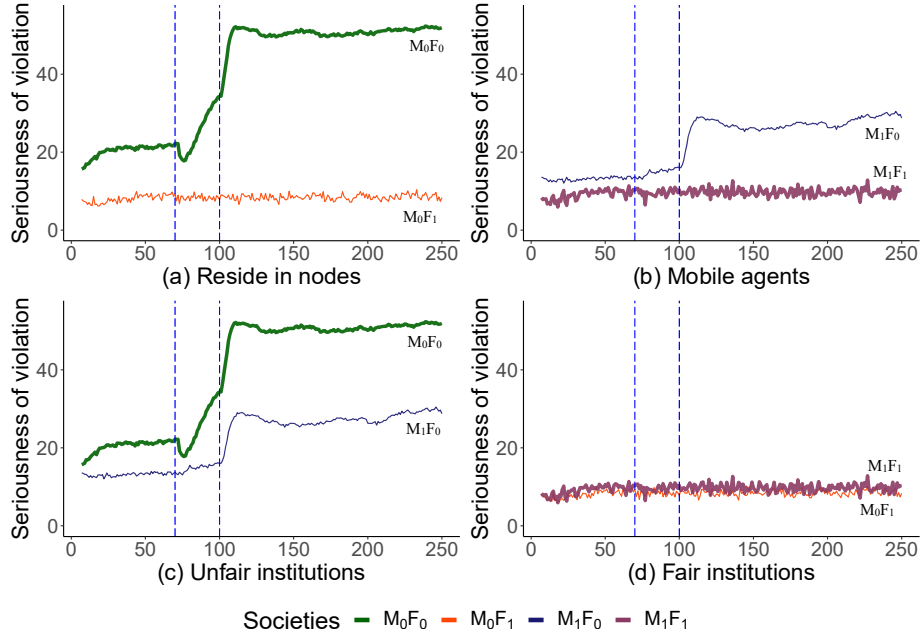 Seriousness of violation
40
20
0
M₀F₀
M₀F₁
0 50 100 150 200 250
(a) Reside in nodes
Seriousness of violation
40
20
0
M₁F₀
M₁F₁
0 50 100 150 200 250
(b) Mobile agents
Seriousness of violation
40
20
0
M₀F₀
M₁F₀
0 50 100 150 200 250
(c) Unfair institutions
Seriousness of violation
40
20
0
M₁F₁
M₀F₁
0 50 100 150 200 250
(d) Fair institutions
Societies M₀F₀ M₀F₁ M₁F₀ M₁F₁